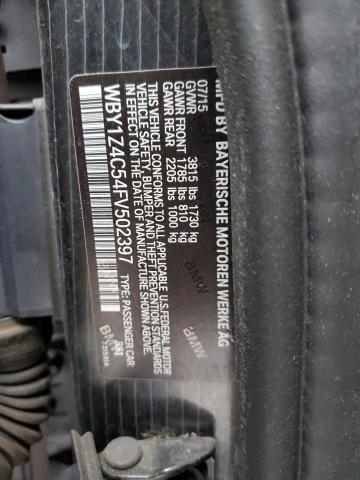 MFD BY BAYERISCHE MOTOREN WERKE AG
07/15
GVWR 3815 lbs 1730 kg
GAWR FRONT 1785 lbs 810 kg
GAWR REAR 2205 lbs 1000 kg
THIS VEHICLE CONFORMS TO ALL APPLICABLE U.S. FEDERAL MOTOR
VEHICLE SAFETY, BUMPER AND THEFT PREVENTION STANDARDS
IN EFFECT ON THE DATE OF MANUFACTURE SHOWN ABOVE.
WBY1Z4C54FV502397 TYPE: PASSENGER CAR
BMW
BMW
BMW